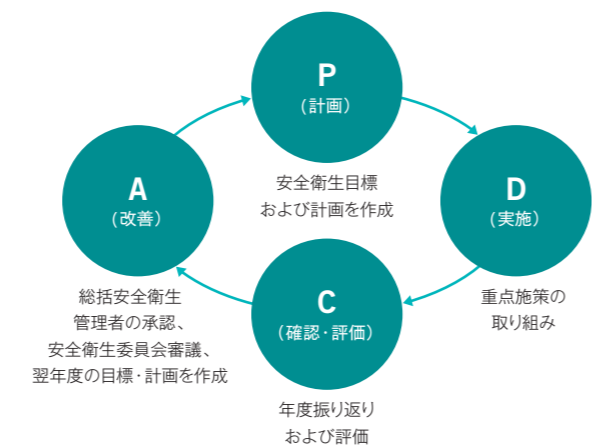 P
(計画)
安全衛生目標
および計画を作成
D
(実施)
重点施策の
取り組み
C
(確認・評価)
年度振り返り
および評価
A
(改善)
総括安全衛生
管理者の承認、
安全衛生委員会審議、
翌年度の目標・計画を作成